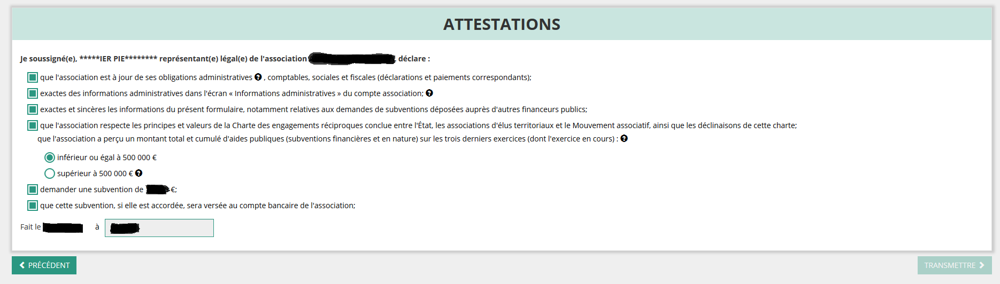 ATTESTATIONS
Je soussigné(e), *****IER PIE******** représentant(e) légal(e) de l'association déclare :
que l'association est à jour de ses obligations administratives , comptables, sociales et fiscales (déclarations et paiements correspondants);
exactes des informations administratives dans l'écran « Informations administratives » du compte association;
exactes et sincères les informations du présent formulaire, notamment relatives aux demandes de subventions déposées auprès d'autres financeurs publics;
que l'association respecte les principes et valeurs de la Charte des engagements réciproques conclue entre l'État, les associations d'élus territoriaux et le Mouvement associatif, ainsi que les déclinaisons de cette charte;
que l'association a perçu un montant total et cumulé d'aides publiques (subventions financières et en nature) sur les trois derniers exercices (dont l'exercice en cours) :
inférieur ou égal à 500 000 €
supérieur à 500 000 €
demander une subvention de €;
que cette subvention, si elle est accordée, sera versée au compte bancaire de l'association;
Fait le à
PRÉCÉDENT
TRANSMETTRE